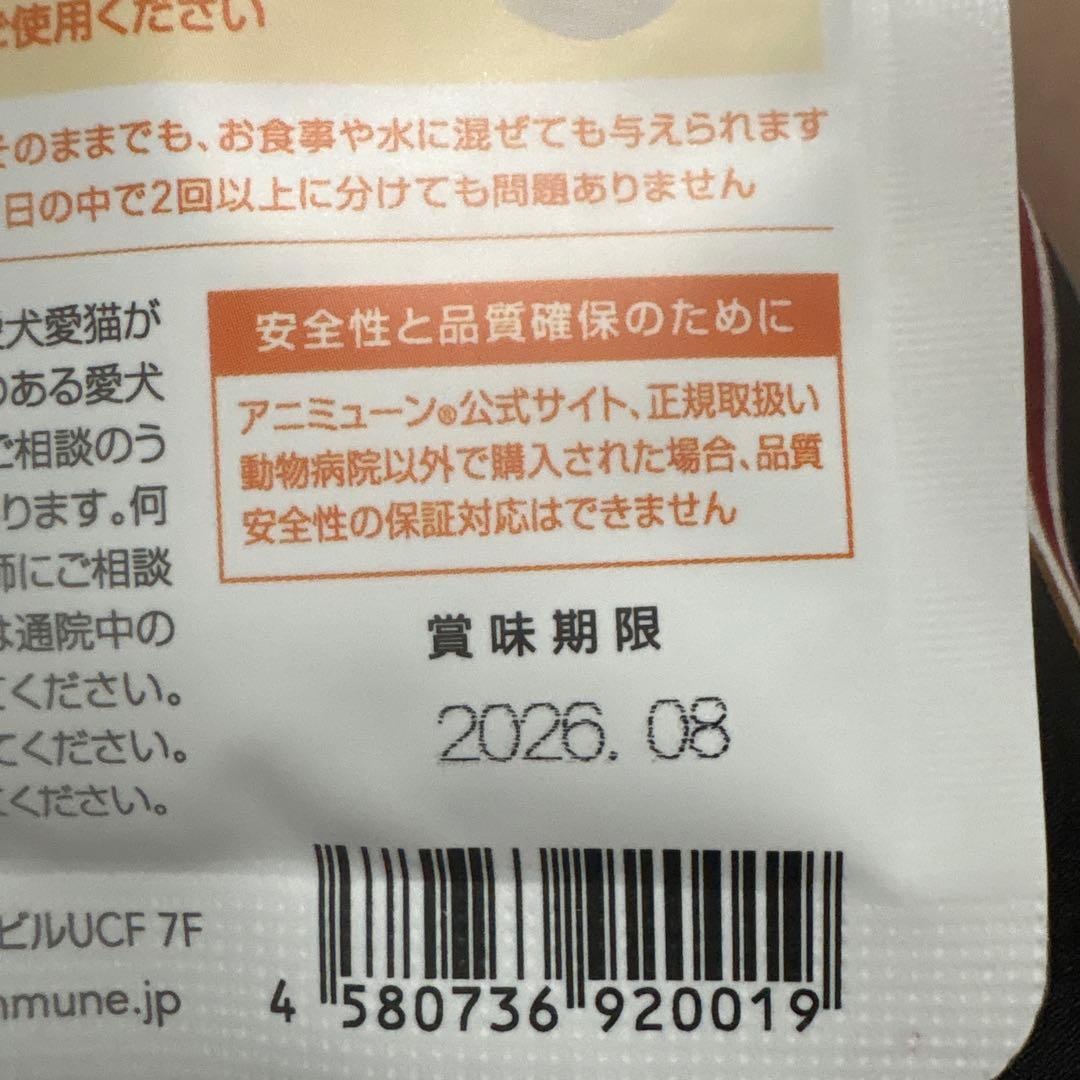 使用ください
そのままでも、お食事や水に混ぜても与えられます
日の中で2回以上に分けても問題ありません
犬愛猫が
のある愛犬
ご相談のう
ります。何
師にご相談
は通院中の
てください。
てください。
てください。
安全性と品質確保のために
アニミューン®公式サイト、正規取扱い
動物病院以外で購入された場合、品質
安全性の保証対応はできません
賞味期限
2026.08
ビルUCF 7F
mune.jp
4 580736 920019